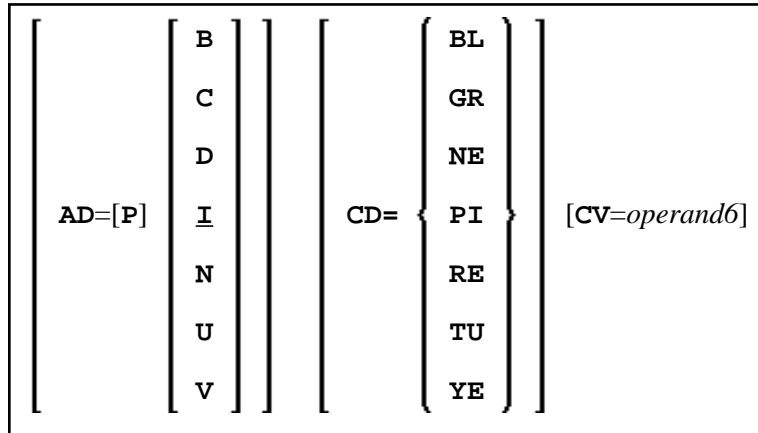 B BL
C GR
D NE
AD=[P] I CD= PI [CV=operand6]
N RE
U TU
V YE